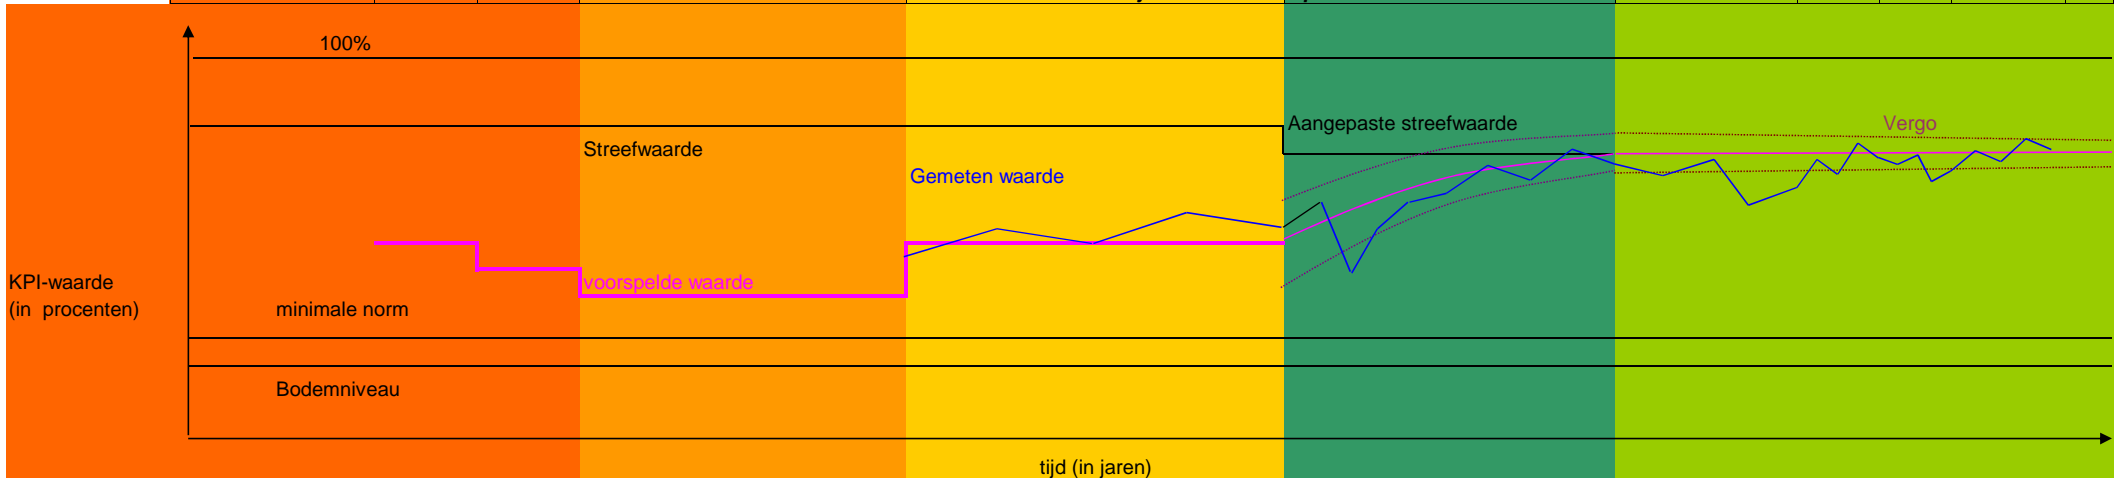 100%
Aangepaste streefwaarde
Vergo
Streefwaarde
Gemeten waarde
KPI-waarde
(in procenten)
voorspelde waarde
minimale norm
Bodemniveau
tijd (in jaren)